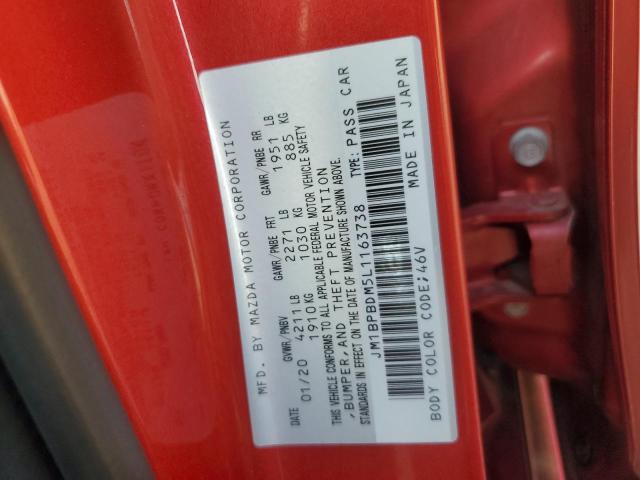 MFD. BY MAZDA MOTOR CORPORATION
DATE GVWR/PNBV GAWR/PNBE FRT GAWR/PNBE RR
01/20 4211 LB 2271 LB 1951 LB
1910 KG 1030 KG 885 KG
THIS VEHICLE CONFORMS TO ALL APPLICABLE FEDERAL MOTOR VEHICLE SAFETY
,BUMPER, AND THEFT PREVENTION
STANDARDS IN EFFECT ON THE DATE OF MANUFACTURE SHOWN ABOVE.
JM1BPBDM5L1163738 TYPE: PASS CAR
BODY COLOR CODE;46V MADE IN JAPAN